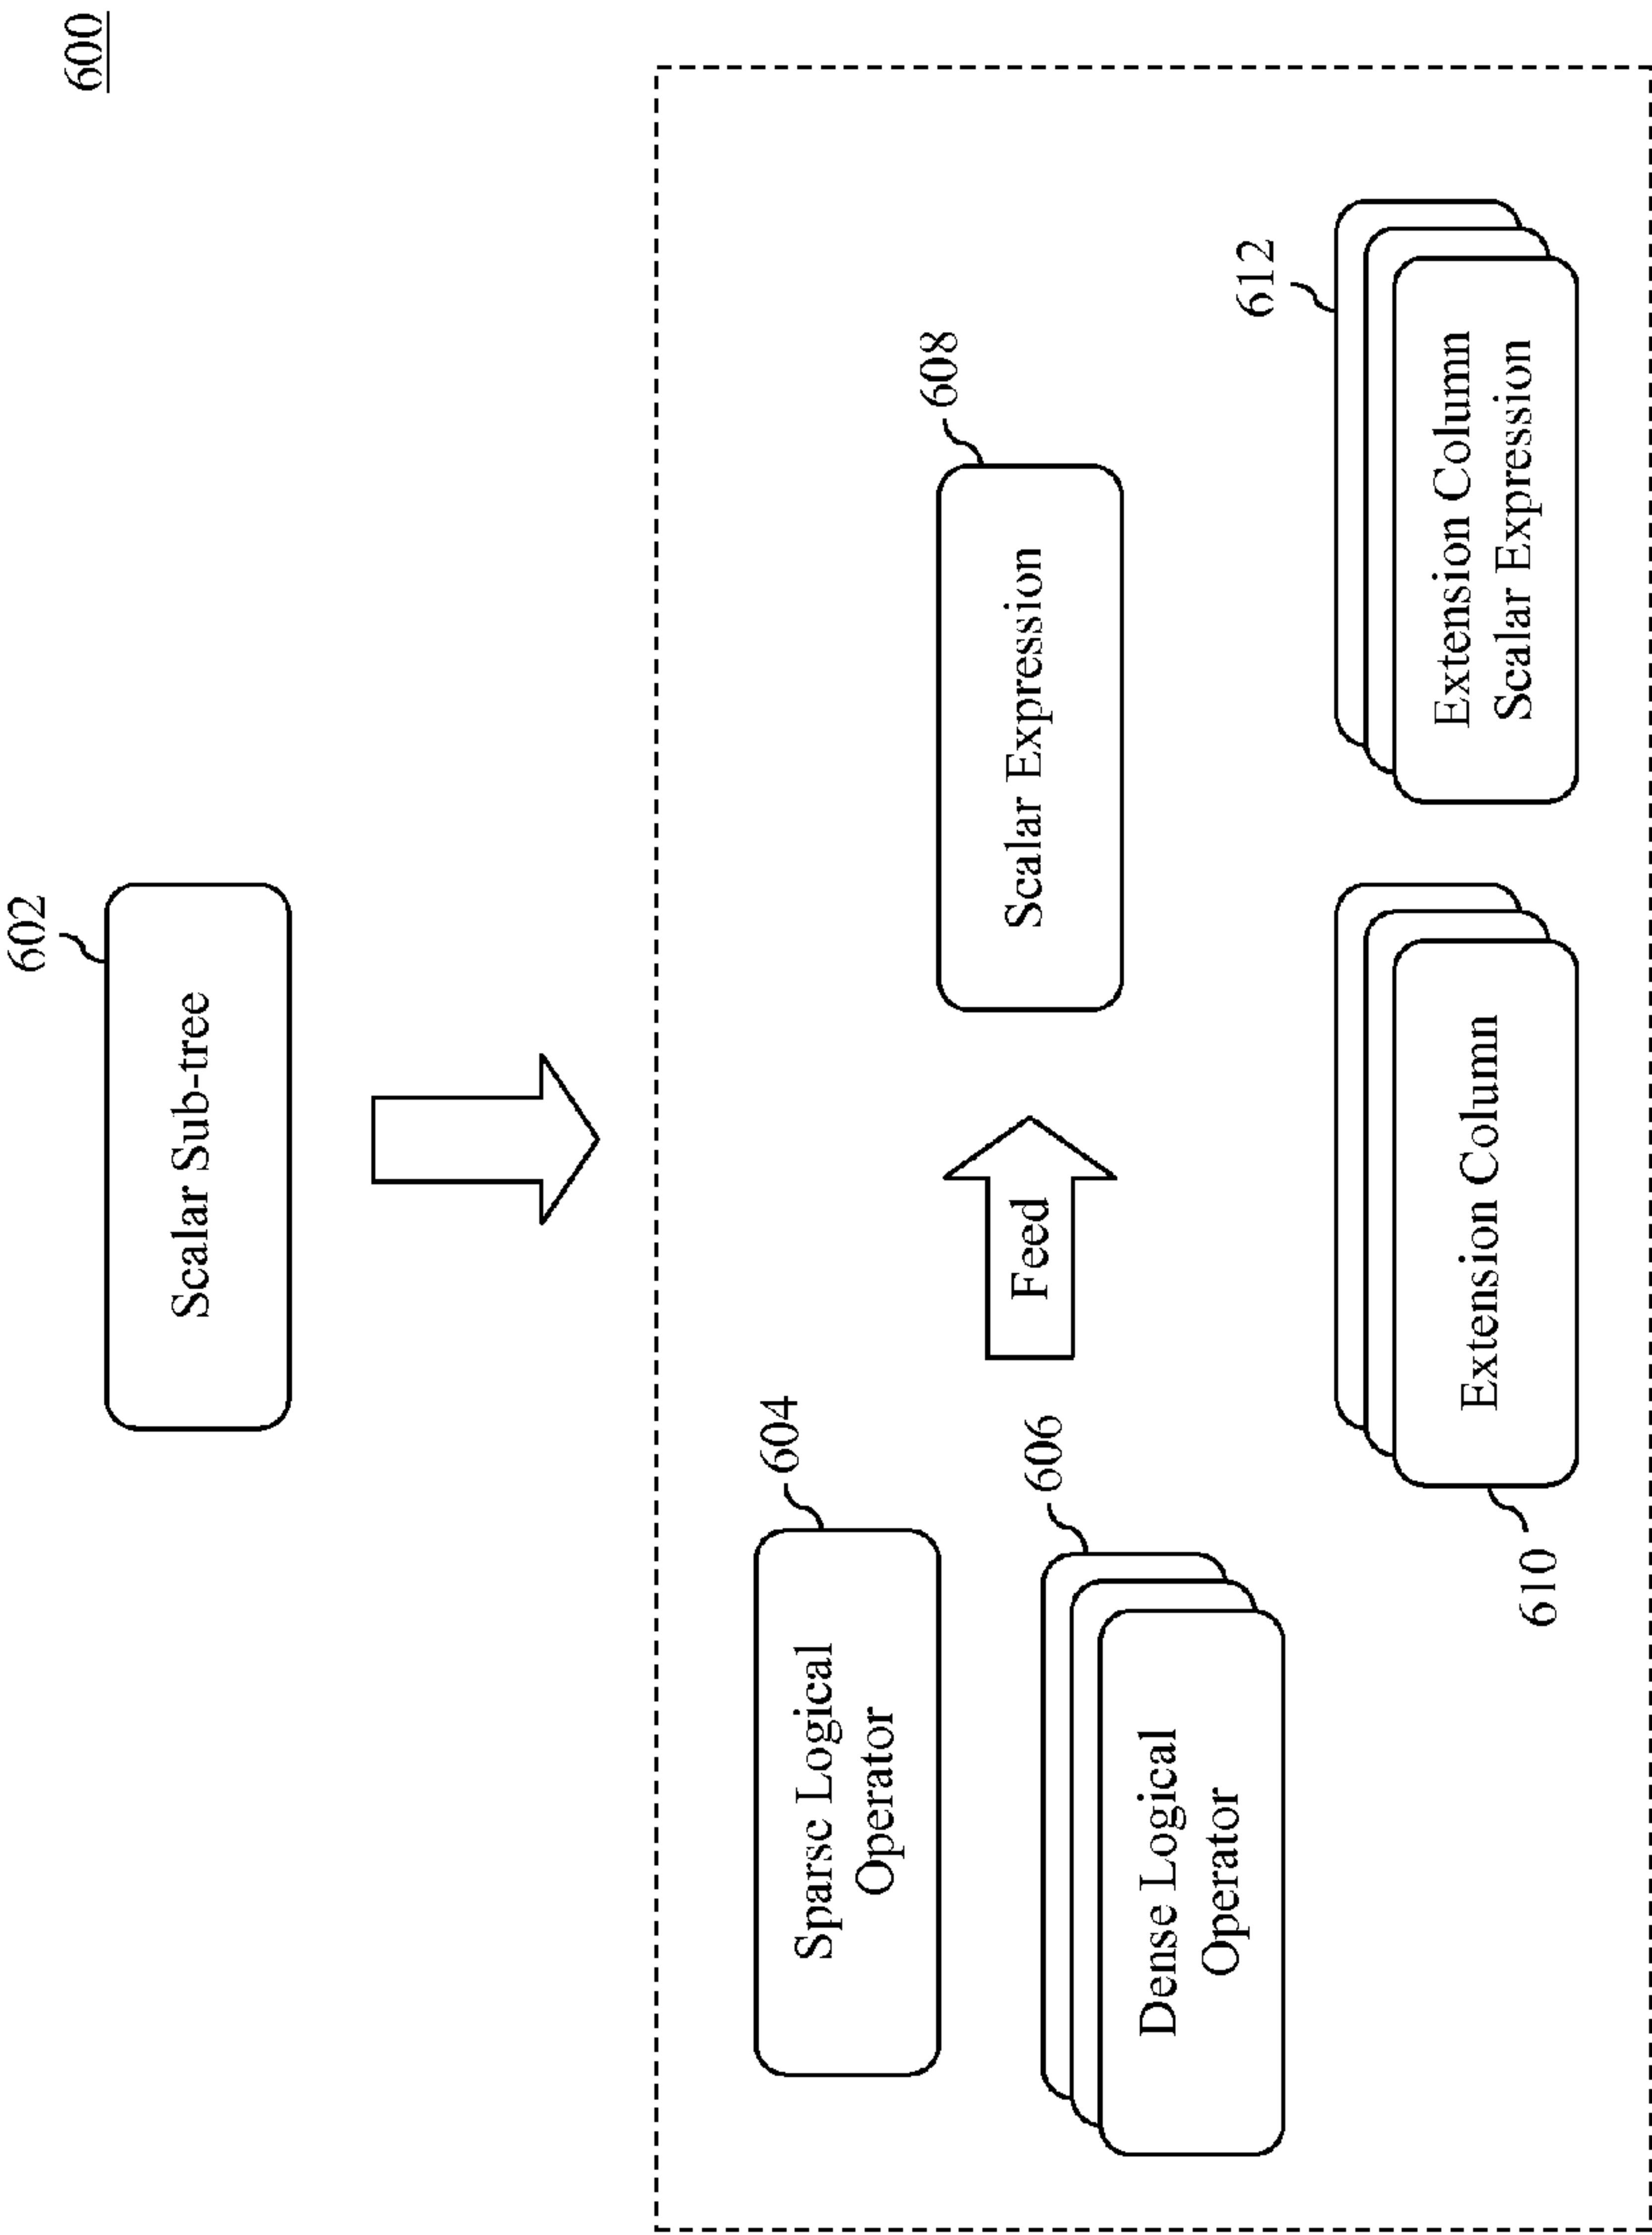 600
602
Scalar Sub-tree
604
Sparse Logical
Operator
606
Dense Logical
Operator
Feed
608
Scalar Expression
610
Extension Column
612
Extension Column
Scalar Expression